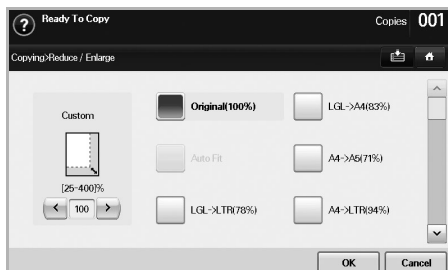 Ready To Copy
Copies 001
Copying>Reduce / Enlarge
Custom
[25-400]%
100
Original(100%)
LGL->A4(83%)
Auto Fit
A4->A5(71%)
LGL->LTR(78%)
A4->LTR(94%)
OK
Cancel